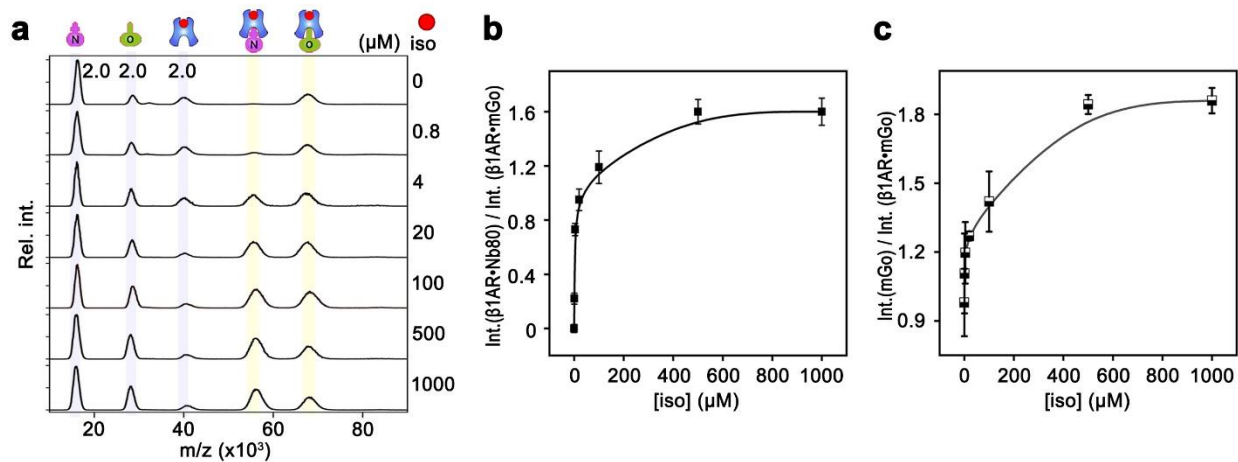 a
N
O
N
O
(μM) iso
2.0 2.0 2.0
0
0.8
4
20
100
500
1000
Rel. int.
20 40 60 80
m/z (x10³)
b
Int.(β1AR•Nb80) / Int. (β1AR•mGo)
1.6
1.2
0.8
0.4
0
0 200 400 600 800 1000
[iso] (μM)
c
Int.(mGo) / Int. (β1AR•mGo)
1.8
1.5
1.2
0.9
0 200 400 600 800 1000
[iso] (μM)